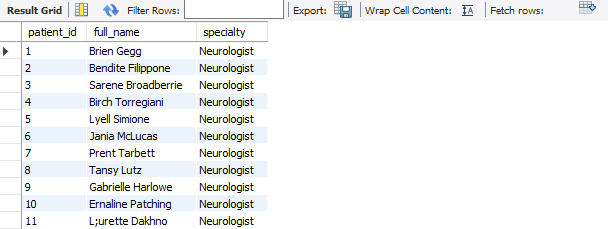 Result Grid Filter Rows: Export: Wrap Cell Content: IA Fetch rows:
patient_id full_name specialty
1 Brien Gegg Neurologist
2 Bendite Filippone Neurologist
3 Sarene Broadberrie Neurologist
4 Birch Torregiani Neurologist
5 Lyell Simione Neurologist
6 Jania McLucas Neurologist
7 Prent Tarbett Neurologist
8 Tansy Lutz Neurologist
9 Gabrielle Harlowe Neurologist
10 Ernaline Patching Neurologist
11 L;urette Dakhno Neurologist